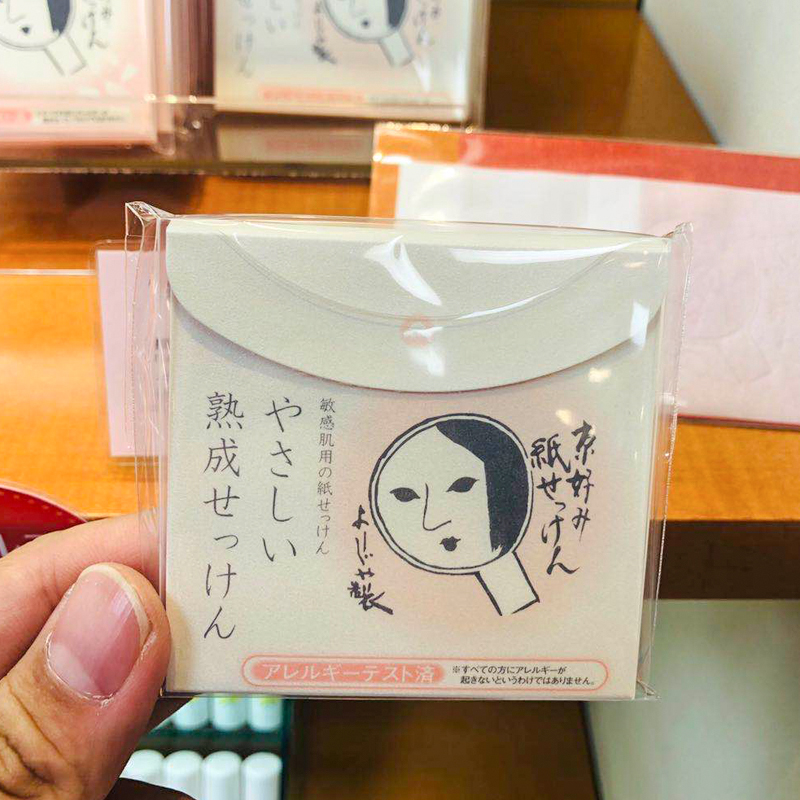 京好み
紙せっけん
よーじや製
敏感肌用の紙せっけん
やさしい
熟成せっけん
アレルギーテスト済
※すべての方にアレルギーが
起きないというわけではありません。